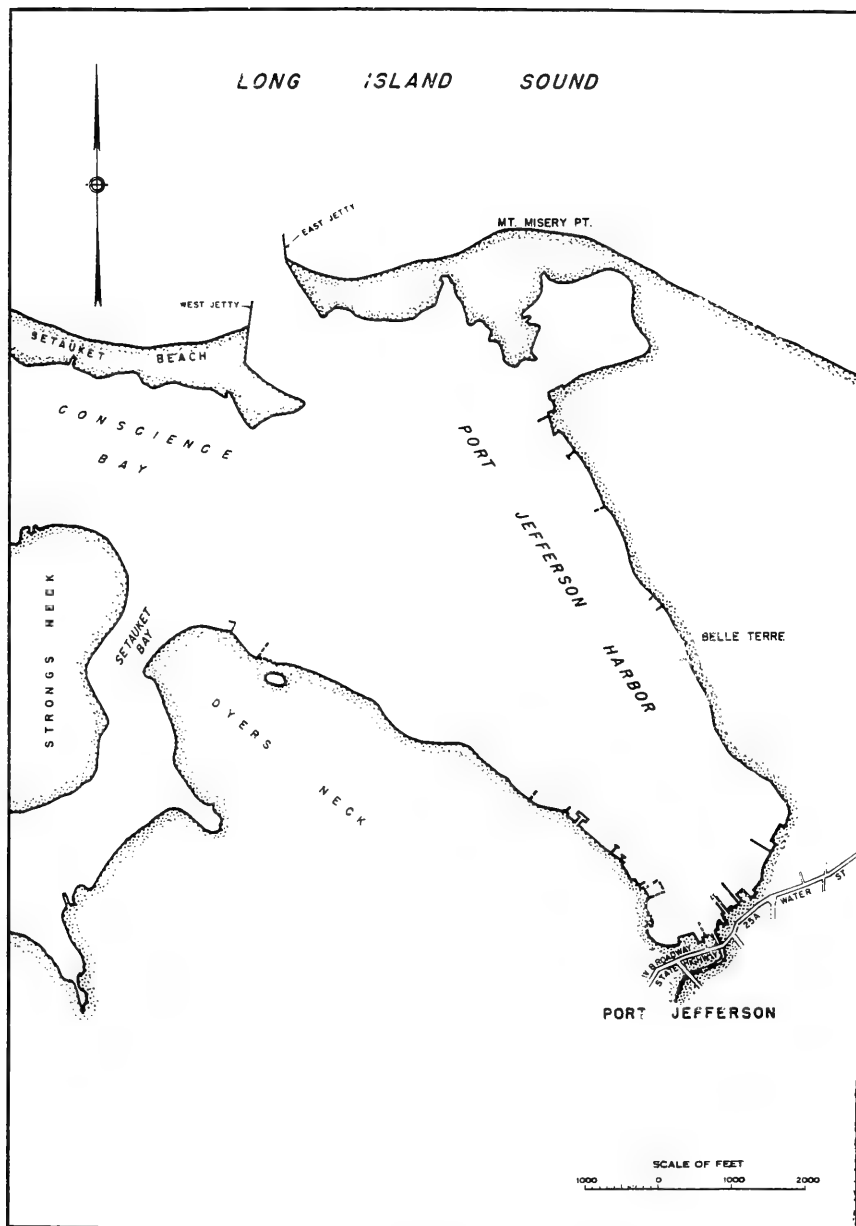 LONG ISLAND SOUND
EAST JETTY
MT. MISERY PT.
WEST JETTY
SETAUKET BEACH
CONSCIENCE
BAY
PORT JEFFERSON HARBOR
STRONGS NECK
SETAUKET
BAY
BELLE TERRE
DYERS NECK
W. BROADWAY
STATE HIGHWAY 25A
WATER ST
PORT JEFFERSON
SCALE OF FEET
1000 0 1000 2000